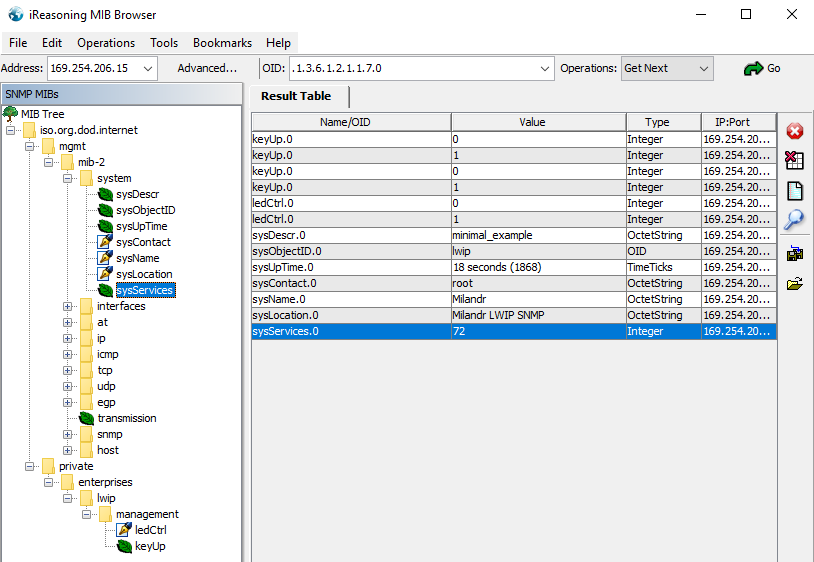 iReasoning MIB Browser
File Edit Operations Tools Bookmarks Help
Address: 169.254.206.15 Advanced... OID: .1.3.6.1.2.1.1.7.0 Operations: Get Next Go
SNMP MIBs
MIB Tree
iso.org.dod.internet
mgmt
mib-2
system
sysDescr
sysObjectID
sysUpTime
sysContact
sysName
sysLocation
sysServices
interfaces
at
ip
icmp
tcp
udp
egp
transmission
snmp
host
private
enterprises
lwip
management
ledCtrl
keyUp
Result Table
Name/OID Value Type IP:Port
keyUp.0 0 Integer 169.254.20...
keyUp.0 1 Integer 169.254.20...
keyUp.0 0 Integer 169.254.20...
keyUp.0 1 Integer 169.254.20...
ledCtrl.0 0 Integer 169.254.20...
ledCtrl.0 1 Integer 169.254.20...
sysDescr.0 minimal_example OctetString 169.254.20...
sysObjectID.0 lwip OID 169.254.20...
sysUpTime.0 18 seconds (1868) TimeTicks 169.254.20...
sysContact.0 root OctetString 169.254.20...
sysName.0 Milandr OctetString 169.254.20...
sysLocation.0 Milandr LWIP SNMP OctetString 169.254.20...
sysServices.0 72 Integer 169.254.20...